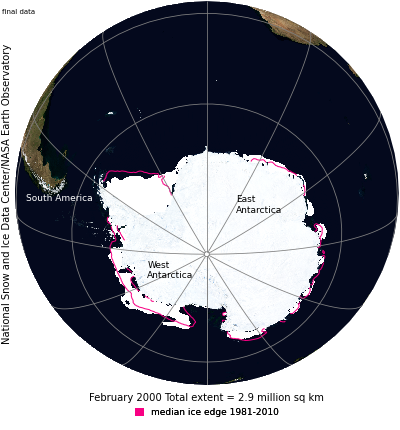 final data
National Snow and Ice Data Center/NASA Earth Observatory
South America
East
Antarctica
West
Antarctica
February 2000 Total extent = 2.9 million sq km
median ice edge 1981-2010